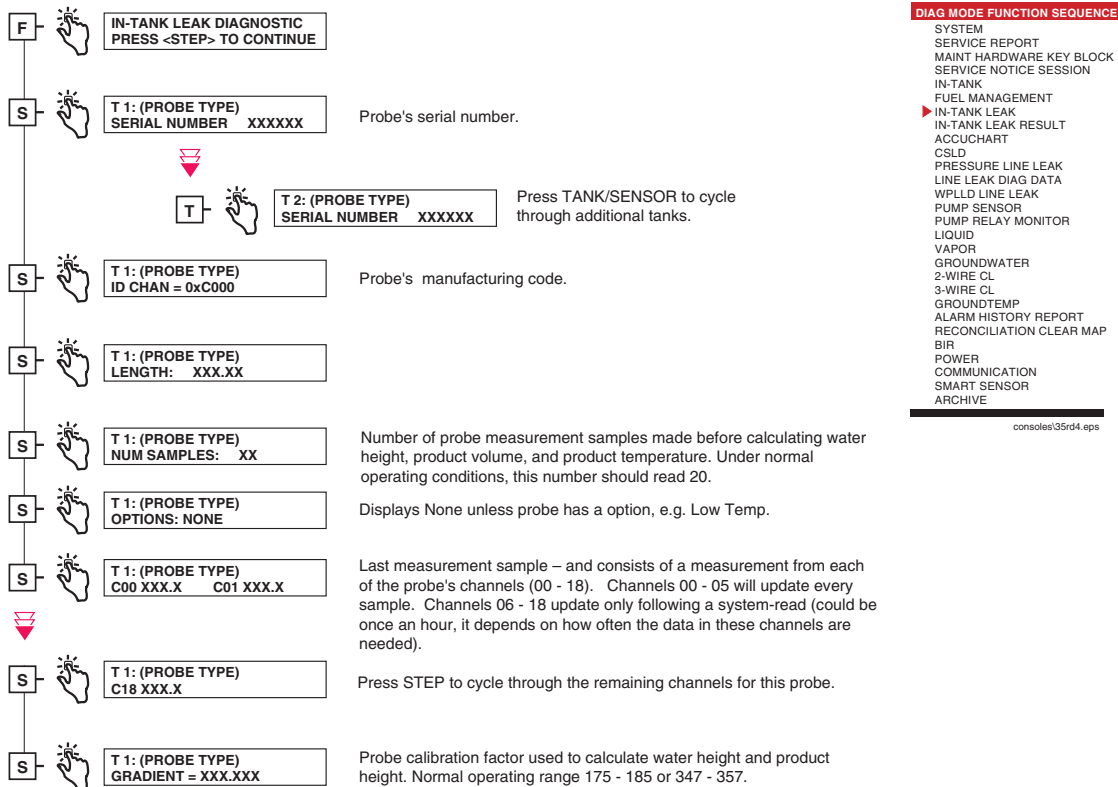 F
IN-TANK LEAK DIAGNOSTIC
PRESS <STEP> TO CONTINUE
S
T 1: (PROBE TYPE)
SERIAL NUMBER XXXXXX
Probe's serial number.
T
T 2: (PROBE TYPE)
SERIAL NUMBER XXXXXX
Press TANK/SENSOR to cycle
through additional tanks.
S
T 1: (PROBE TYPE)
ID CHAN = 0xC000
Probe's manufacturing code.
S
T 1: (PROBE TYPE)
LENGTH: XXX.XX
S
T 1: (PROBE TYPE)
NUM SAMPLES: XX
Number of probe measurement samples made before calculating water
height, product volume, and product temperature. Under normal
operating conditions, this number should read 20.
S
T 1: (PROBE TYPE)
OPTIONS: NONE
Displays None unless probe has a option, e.g. Low Temp.
S
T 1: (PROBE TYPE)
C00 XXX.X C01 XXX.X
Last measurement sample – and consists of a measurement from each
of the probe's channels (00 - 18). Channels 00 - 05 will update every
sample. Channels 06 - 18 update only following a system-read (could be
once an hour, it depends on how often the data in these channels are
needed).
S
T 1: (PROBE TYPE)
C18 XXX.X
Press STEP to cycle through the remaining channels for this probe.
S
T 1: (PROBE TYPE)
GRADIENT = XXX.XXX
Probe calibration factor used to calculate water height and product
height. Normal operating range 175 - 185 or 347 - 357.
DIAG MODE FUNCTION SEQUENCE
SYSTEM
SERVICE REPORT
MAINT HARDWARE KEY BLOCK
SERVICE NOTICE SESSION
IN-TANK
FUEL MANAGEMENT
IN-TANK LEAK
IN-TANK LEAK RESULT
ACCUCHART
CSLD
PRESSURE LINE LEAK
LINE LEAK DIAG DATA
WPLLD LINE LEAK
PUMP SENSOR
PUMP RELAY MONITOR
LIQUID
VAPOR
GROUNDWATER
2-WIRE CL
3-WIRE CL
GROUNDTEMP
ALARM HISTORY REPORT
RECONCILIATION CLEAR MAP
BIR
POWER
COMMUNICATION
SMART SENSOR
ARCHIVE
consoles\35rd4.eps